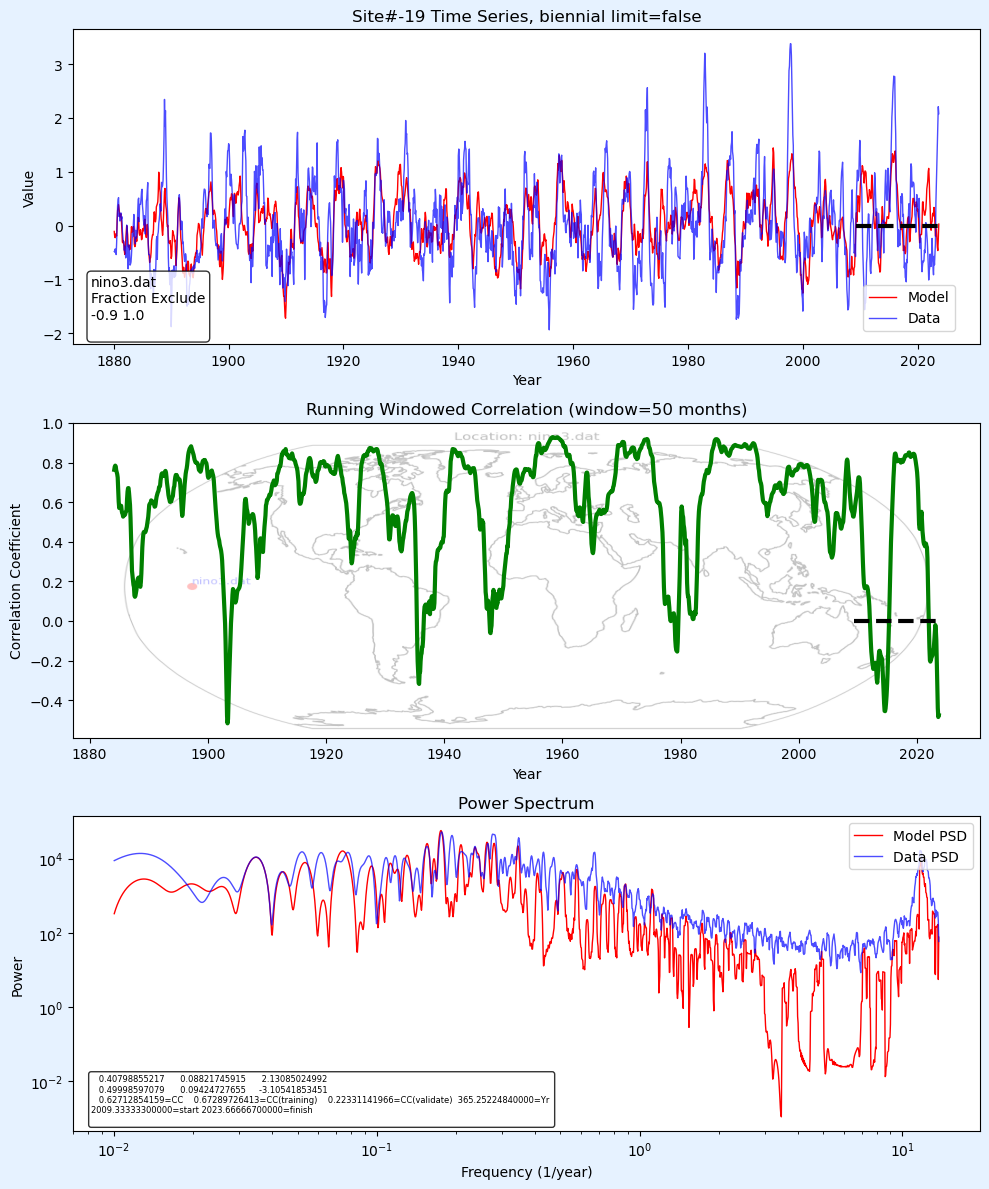 Site#-19 Time Series, biennial limit=false
Value
3
2
1
0
−1
−2
nino3.dat
Fraction Exclude
-0.9 1.0
Model
Data
1880 1900 1920 1940 1960 1980 2000 2020
Year
Running Windowed Correlation (window=50 months)
Location: nino3.dat
Correlation Coefficient
1.0
0.8
0.6
0.4
0.2
0.0
−0.2
−0.4
nino3.dat
1880 1900 1920 1940 1960 1980 2000 2020
Year
Power Spectrum
Power
10^4
10^2
10^0
10^−2
Model PSD
Data PSD
0.40798855217 0.08821745915 2.13085024992
0.49998597079 0.09424727655 -3.10541853451
0.62712854159=CC 0.67289726413=CC(training) 0.22331141966=CC(validate) 365.25224840000=Yr
2009.33333300000=start 2023.66666700000=finish
10^−2 10^−1 10^0 10^1
Frequency (1/year)